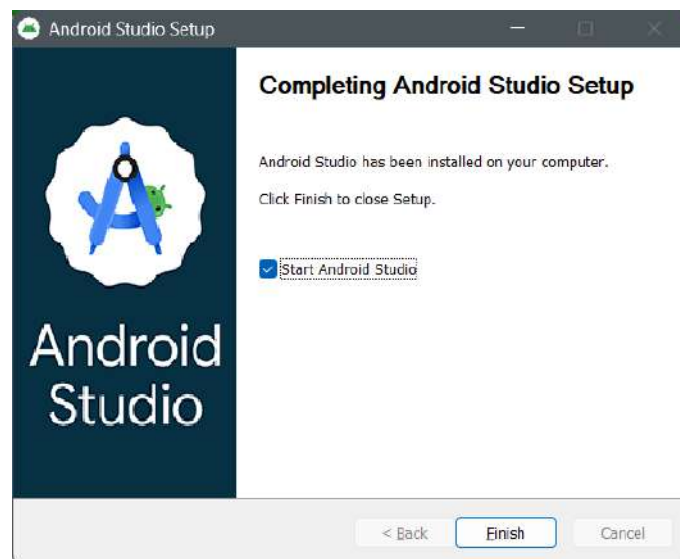 Android Studio Setup
Completing Android Studio Setup
Android Studio has been installed on your computer.
Click Finish to close Setup.
Start Android Studio
Android
Studio
< Back
Finish
Cancel